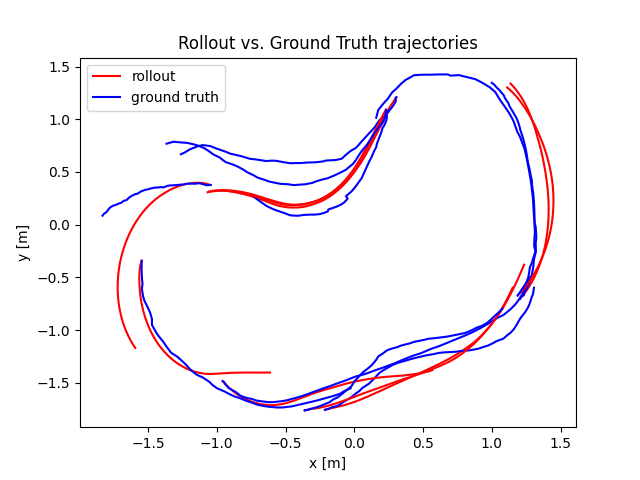 Rollout vs. Ground Truth trajectories
rollout
ground truth
1.5
1.0
0.5
0.0
−0.5
−1.0
−1.5
y [m]
−1.5 −1.0 −0.5 0.0 0.5 1.0 1.5
x [m]